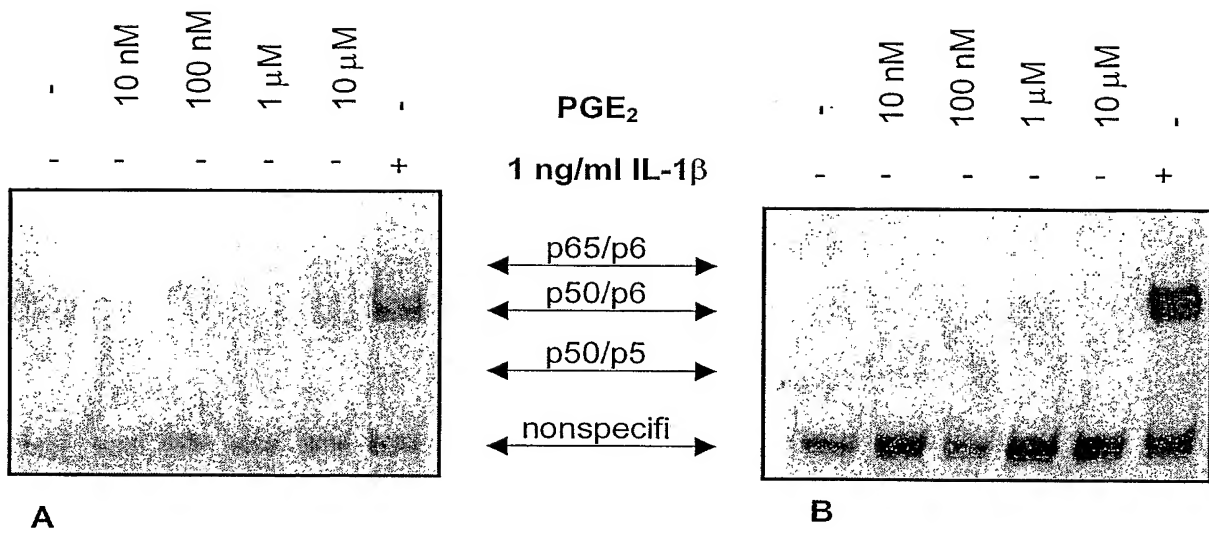 - 10 nM 100 nM 1 μM 10 μM -
- - - - - +
PGE₂
1 ng/ml IL-1β
- 10 nM 100 nM 1 μM 10 μM -
- - - - - +
p65/p6
p50/p6
p50/p5
nonspecifi
A
B